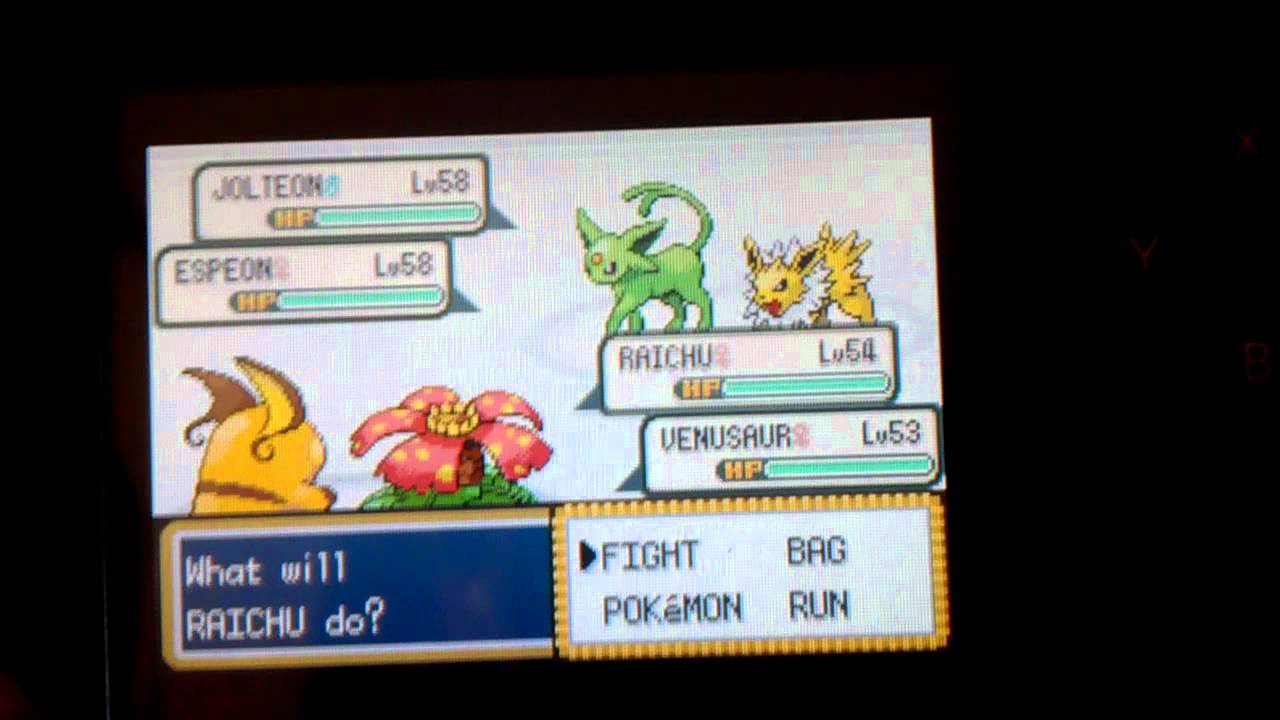 JOLTEON♂ Lv58
HP
ESPEON♀ Lv58
HP
RAICHU♀ Lv54
HP
VENUSAUR♀ Lv53
HP
What will
RAICHU do?
FIGHT BAG
POKéMON RUN
X
Y
B